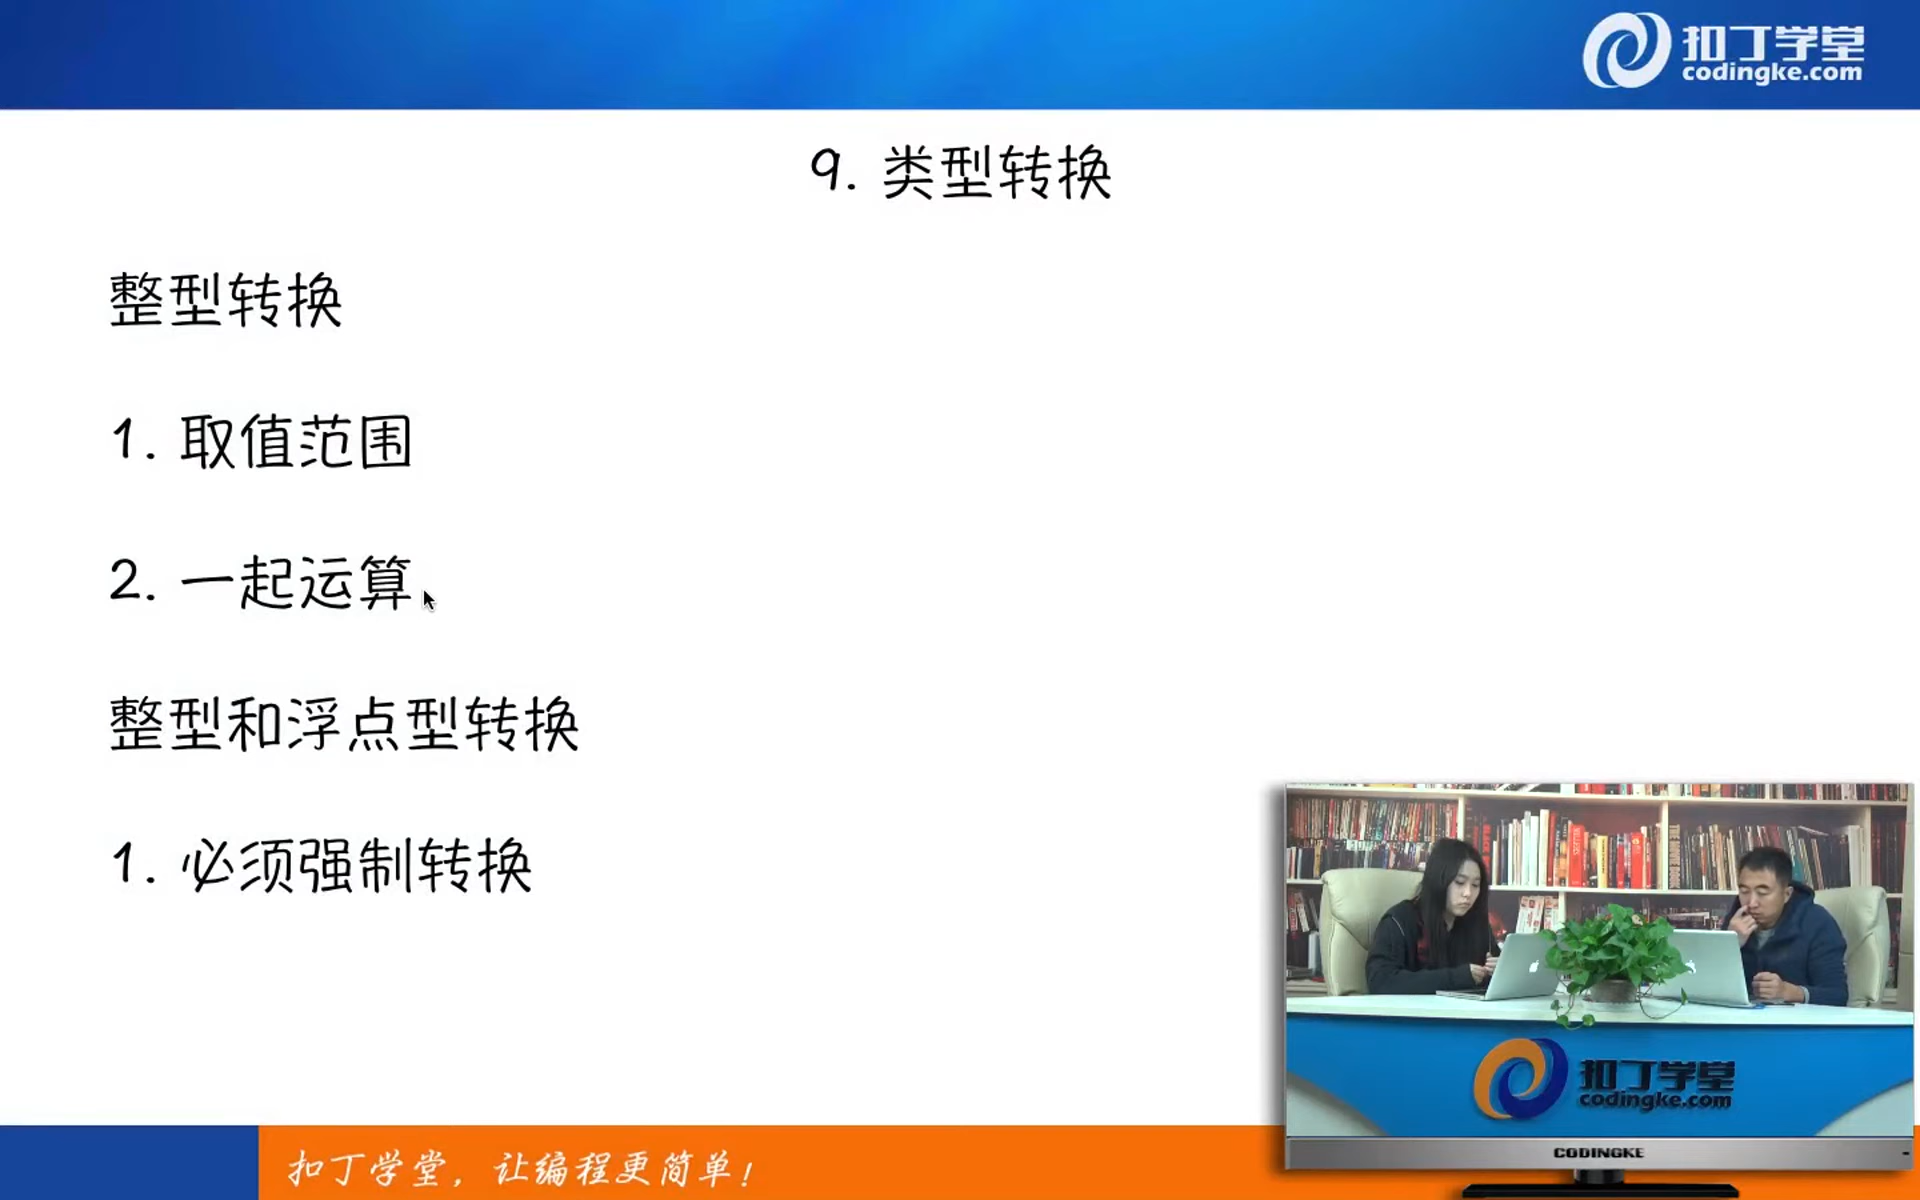 扣丁学堂
codingke.com
9. 类型转换
整型转换
1. 取值范围
2. 一起运算
整型和浮点型转换
1. 必须强制转换
扣丁学堂
codingke.com
CODINGKE
扣丁学堂，让编程更简单！